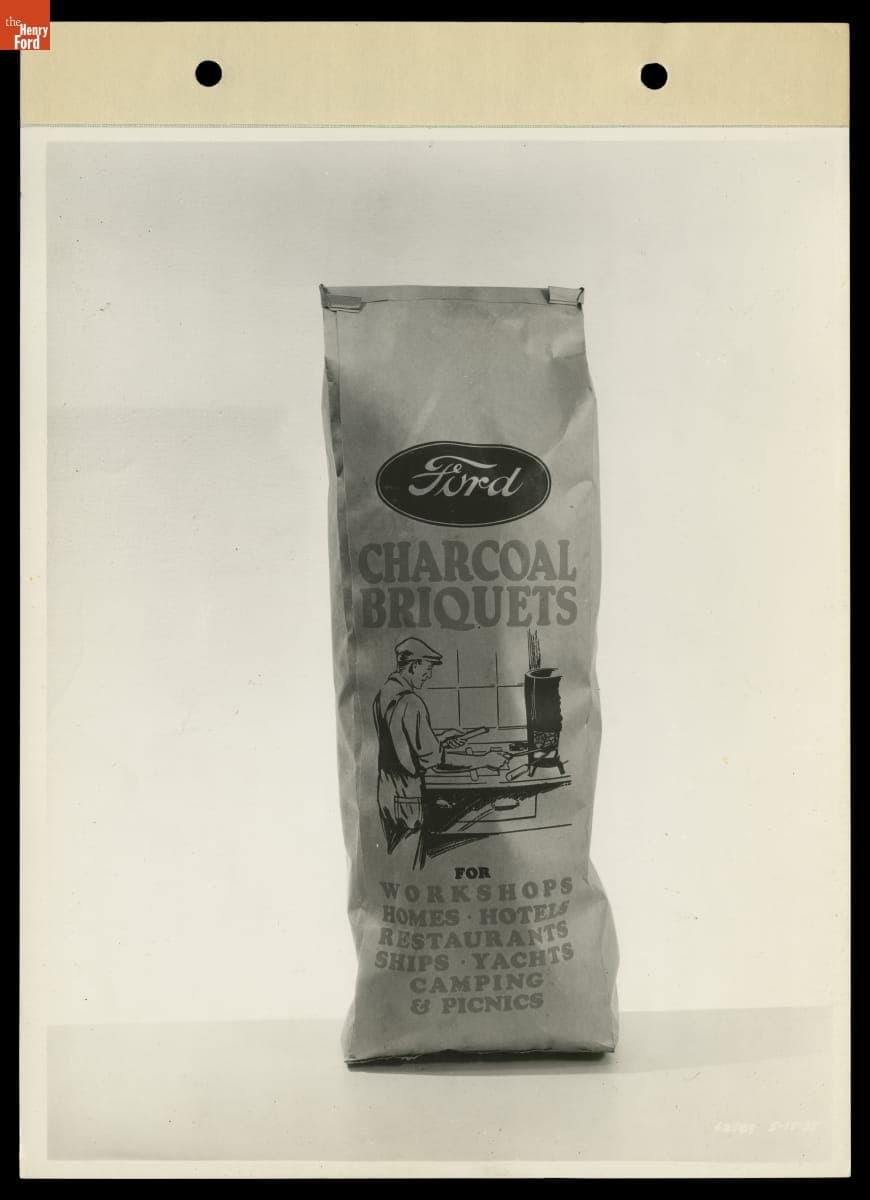 the
Henry
Ford
Ford
CHARCOAL
BRIQUETS
FOR
WORKSHOPS
HOMES · HOTELS
RESTAURANTS
SHIPS · YACHTS
CAMPING
& PICNICS